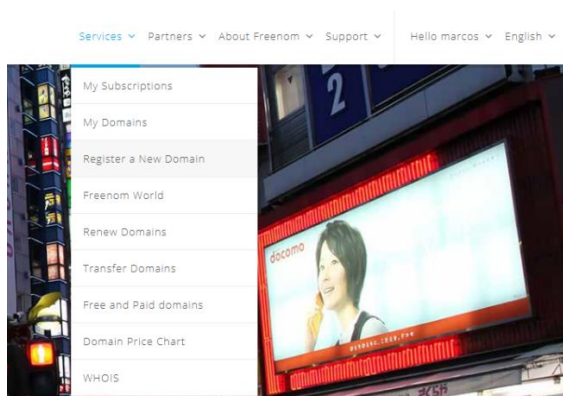 Services Partners About Freenom Support Hello marcos English
My Subscriptions
My Domains
Register a New Domain
Freenom World
Renew Domains
Transfer Domains
Free and Paid domains
Domain Price Chart
WHOIS
2
docomo